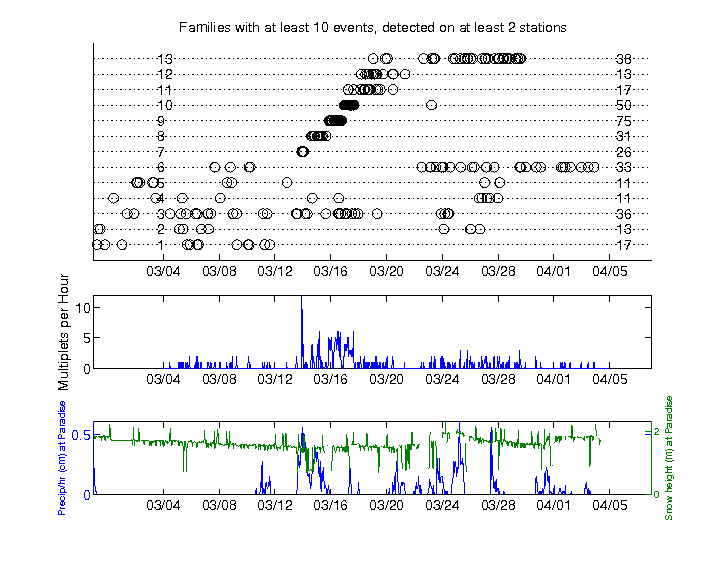 Families with at least 10 events, detected on at least 2 stations
13 38
12 13
11 17
10 50
9 75
8 31
7 26
6 33
5 11
4 11
3 36
2 13
1 17
03/04 03/08 03/12 03/16 03/20 03/24 03/28 04/01 04/05
Multiplets per Hour
10
5
0
03/04 03/08 03/12 03/16 03/20 03/24 03/28 04/01 04/05
Precip/hr (cm) at Paradise
0.5
0
2
0
Snow height (m) at Paradise
03/04 03/08 03/12 03/16 03/20 03/24 03/28 04/01 04/05